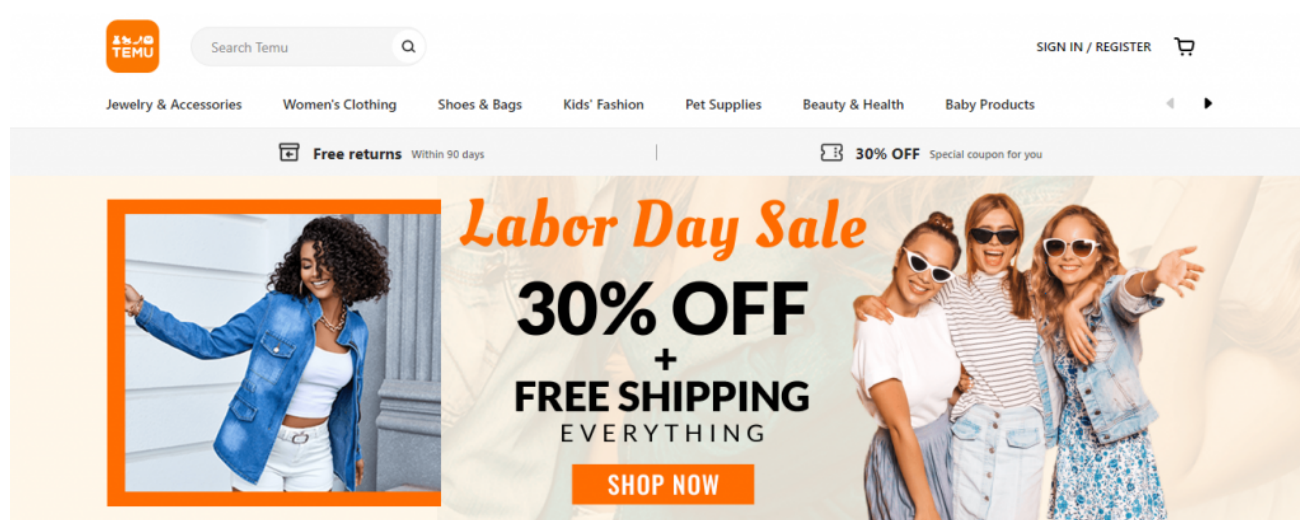 TEMU
Search Temu
SIGN IN / REGISTER
Jewelry & Accessories Women's Clothing Shoes & Bags Kids' Fashion Pet Supplies Beauty & Health Baby Products
Free returns Within 90 days
30% OFF Special coupon for you
Labor Day Sale
30% OFF
+
FREE SHIPPING
EVERYTHING
SHOP NOW